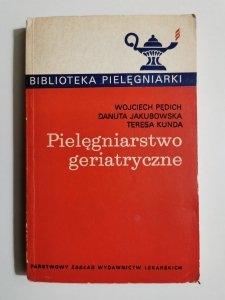 BIBLIOTEKA PIELĘGNIARKI
WOJCIECH PĘDICH
DANUTA JAKUBOWSKA
TERESA KUNDA
Pielęgniarstwo
geriatryczne
PAŃSTWOWY ZAKŁAD WYDAWNICTW LEKARSKICH